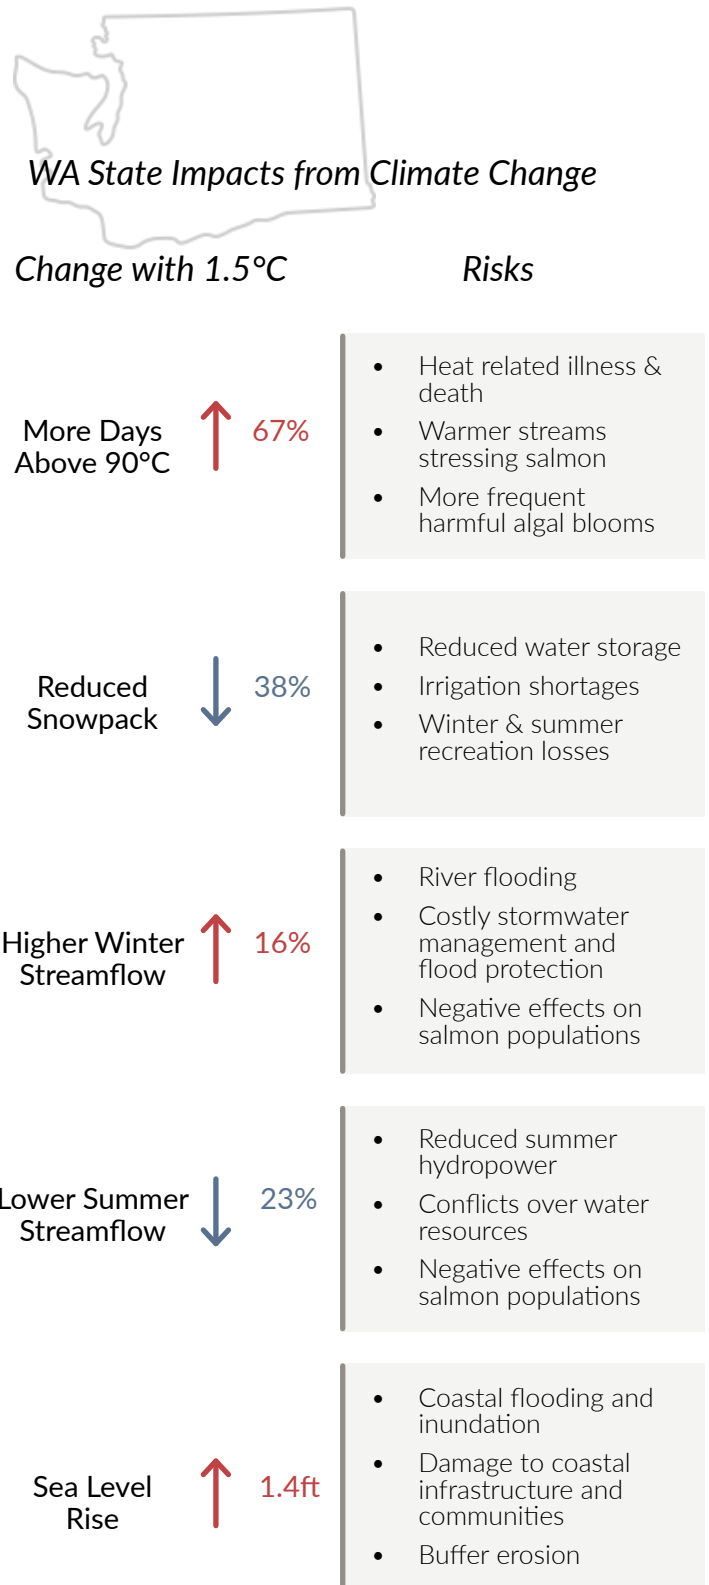 WA State Impacts from Climate Change
Change with 1.5°C
Risks
More Days
Above 90°C
67%
• Heat related illness &
death
• Warmer streams
stressing salmon
• More frequent
harmful algal blooms
Reduced
Snowpack
38%
• Reduced water storage
• Irrigation shortages
• Winter & summer
recreation losses
Higher Winter
Streamflow
16%
• River flooding
• Costly stormwater
management and
flood protection
• Negative effects on
salmon populations
Lower Summer
Streamflow
23%
• Reduced summer
hydropower
• Conflicts over water
resources
• Negative effects on
salmon populations
Sea Level
Rise
1.4ft
• Coastal flooding and
inundation
• Damage to coastal
infrastructure and
communities
• Buffer erosion